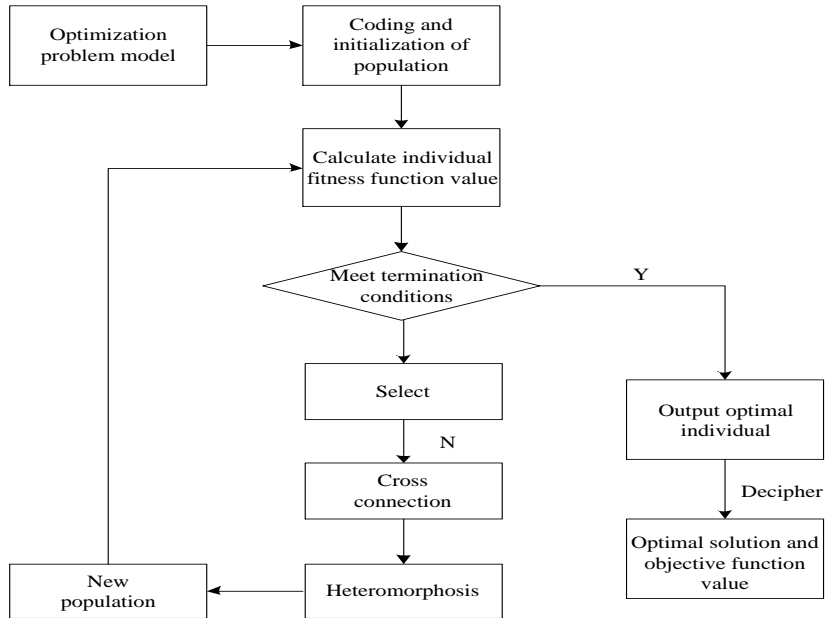 Optimization
problem model
Coding and
initialization of
population
Calculate individual
fitness function value
Meet termination
conditions
Y
Select
N
Output optimal
individual
Cross
connection
Decipher
Optimal solution and
objective function
value
Heteromorphosis
New
population